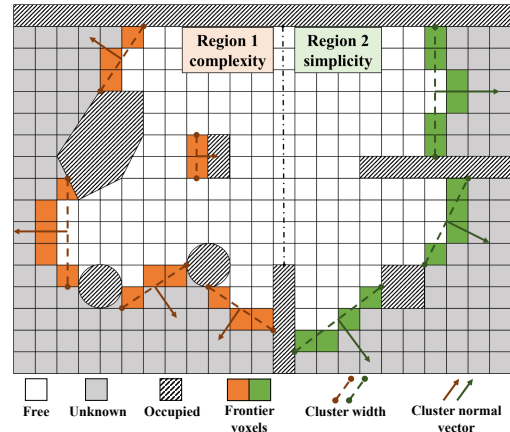 Region 1
complexity
Region 2
simplicity
Free
Unknown
Occupied
Frontier
voxels
Cluster width
Cluster normal
vector